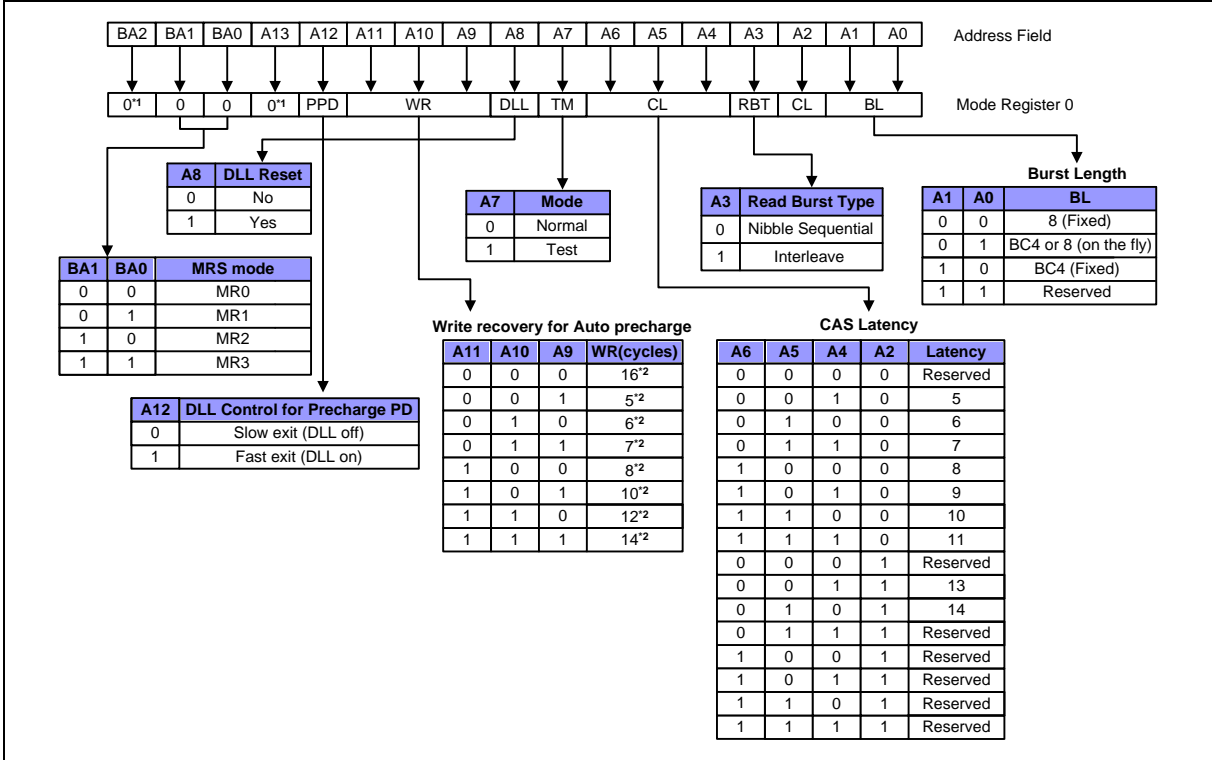 BA2 BA1 BA0 A13 A12 A11 A10 A9 A8 A7 A6 A5 A4 A3 A2 A1 A0 Address Field
0*1 0 0 0*1 PPD WR DLL TM CL RBT CL BL Mode Register 0
A8 DLL Reset
0 No
1 Yes
A7 Mode
0 Normal
1 Test
A3 Read Burst Type
0 Nibble Sequential
1 Interleave
Burst Length
A1 A0 BL
0 0 8 (Fixed)
0 1 BC4 or 8 (on the fly)
1 0 BC4 (Fixed)
1 1 Reserved
BA1 BA0 MRS mode
0 0 MR0
0 1 MR1
1 0 MR2
1 1 MR3
A12 DLL Control for Precharge PD
0 Slow exit (DLL off)
1 Fast exit (DLL on)
Write recovery for Auto precharge
A11 A10 A9 WR(cycles)
0 0 0 16*2
0 0 1 5*2
0 1 0 6*2
0 1 1 7*2
1 0 0 8*2
1 0 1 10*2
1 1 0 12*2
1 1 1 14*2
CAS Latency
A6 A5 A4 A2 Latency
0 0 0 0 Reserved
0 0 1 0 5
0 1 0 0 6
0 1 1 0 7
1 0 0 0 8
1 0 1 0 9
1 1 0 0 10
1 1 1 0 11
0 0 0 1 Reserved
0 0 1 1 13
0 1 0 1 14
0 1 1 1 Reserved
1 0 0 1 Reserved
1 0 1 1 Reserved
1 1 0 1 Reserved
1 1 1 1 Reserved